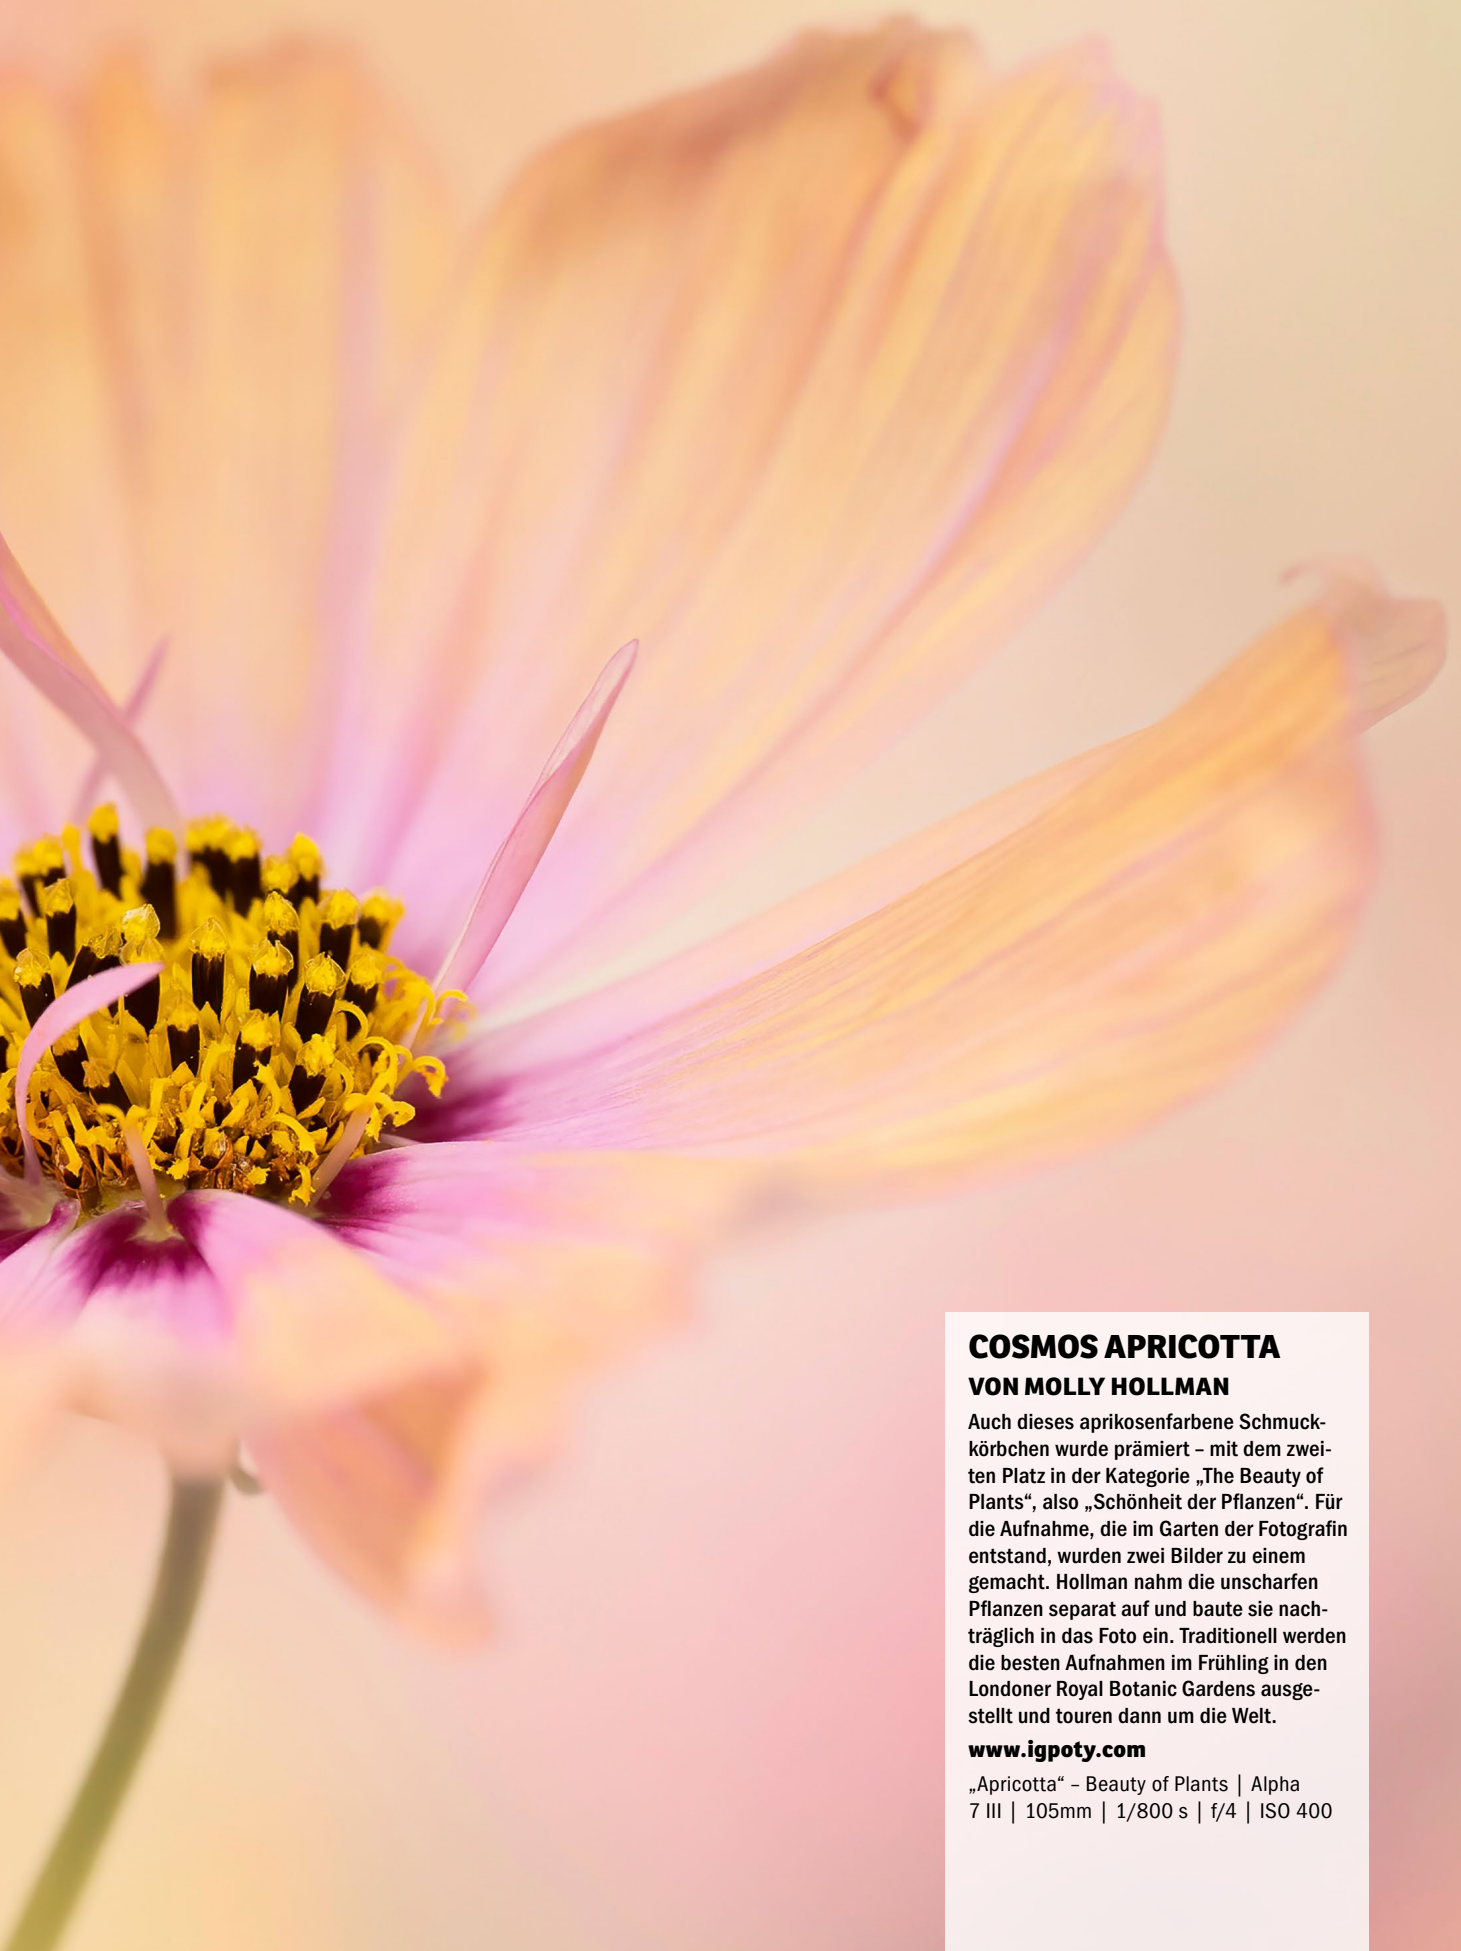 COSMOS APRICOTTA
VON MOLLY HOLLMAN
Auch dieses aprikosenfarbene Schmuck-
körbchen wurde prämiert – mit dem zwei-
ten Platz in der Kategorie „The Beauty of
Plants“, also „Schönheit der Pflanzen“. Für
die Aufnahme, die im Garten der Fotografin
entstand, wurden zwei Bilder zu einem
gemacht. Hollman nahm die unscharfen
Pflanzen separat auf und baute sie nach-
träglich in das Foto ein. Traditionell werden
die besten Aufnahmen im Frühling in den
Londoner Royal Botanic Gardens ausge-
stellt und touren dann um die Welt.
www.igpoty.com
„Apricotta“ – Beauty of Plants | Alpha
7 III | 105mm | 1/800 s | f/4 | ISO 400